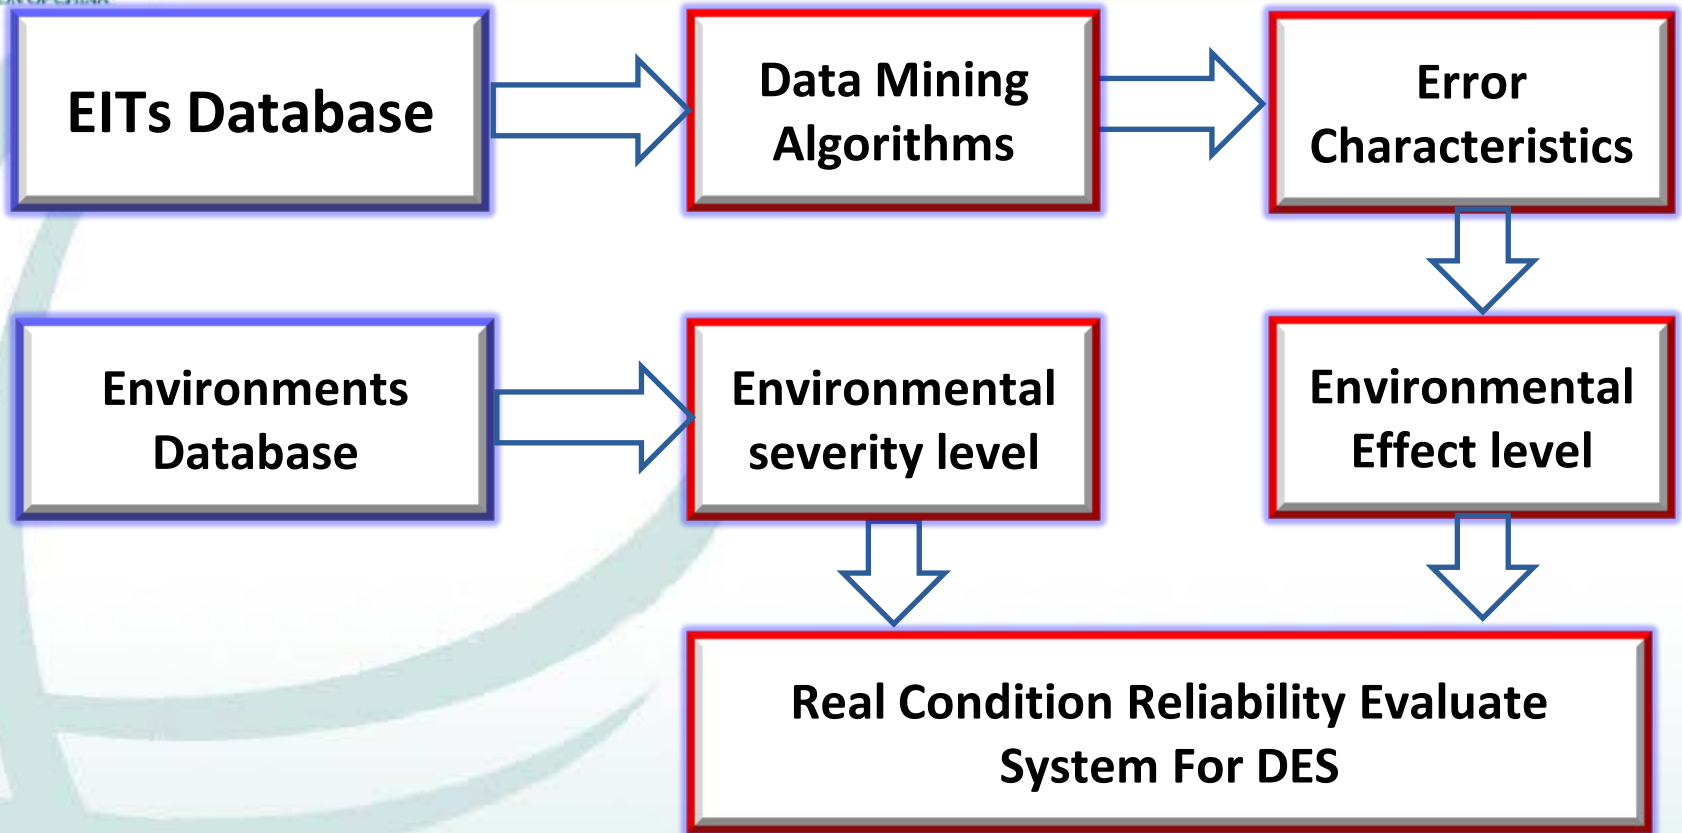 EITs Database
Data Mining
Algorithms
Error
Characteristics
Environments
Database
Environmental
severity level
Environmental
Effect level
Real Condition Reliability Evaluate
System For DES